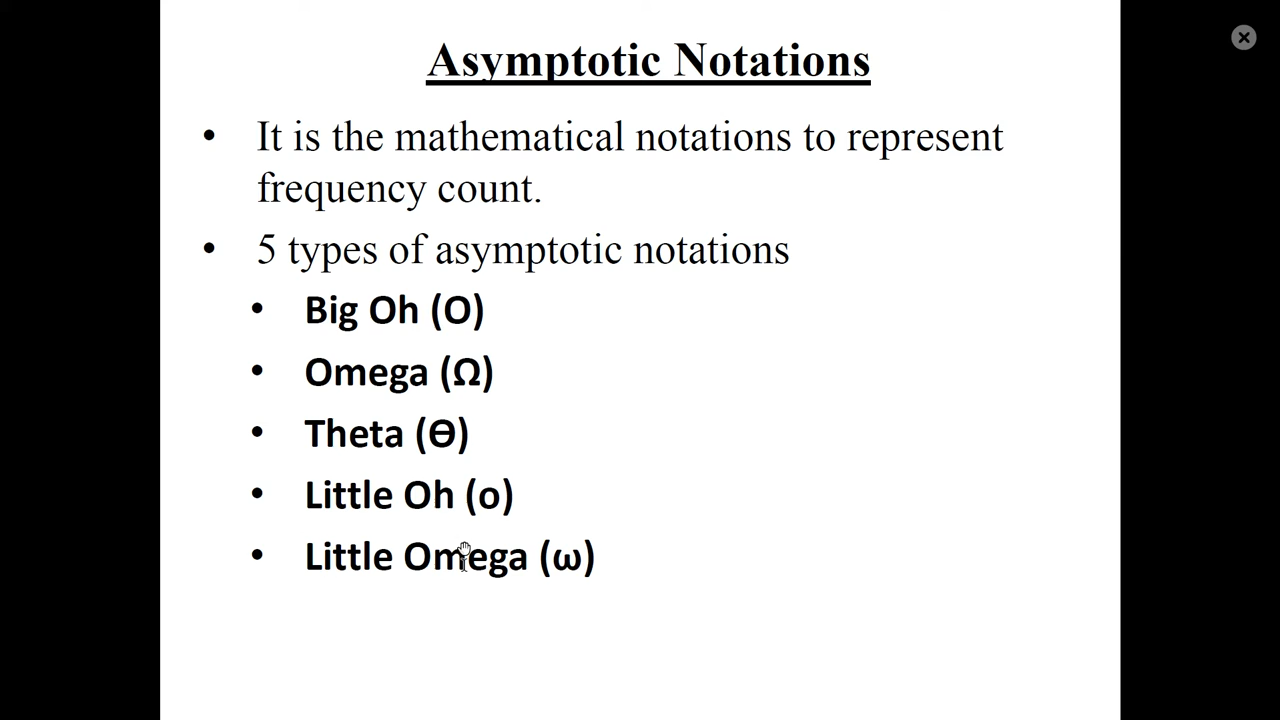 Asymptotic Notations
• It is the mathematical notations to represent
frequency count.
• 5 types of asymptotic notations
• Big Oh (O)
• Omega (Ω)
• Theta (Ɵ)
• Little Oh (o)
• Little Omega (ω)